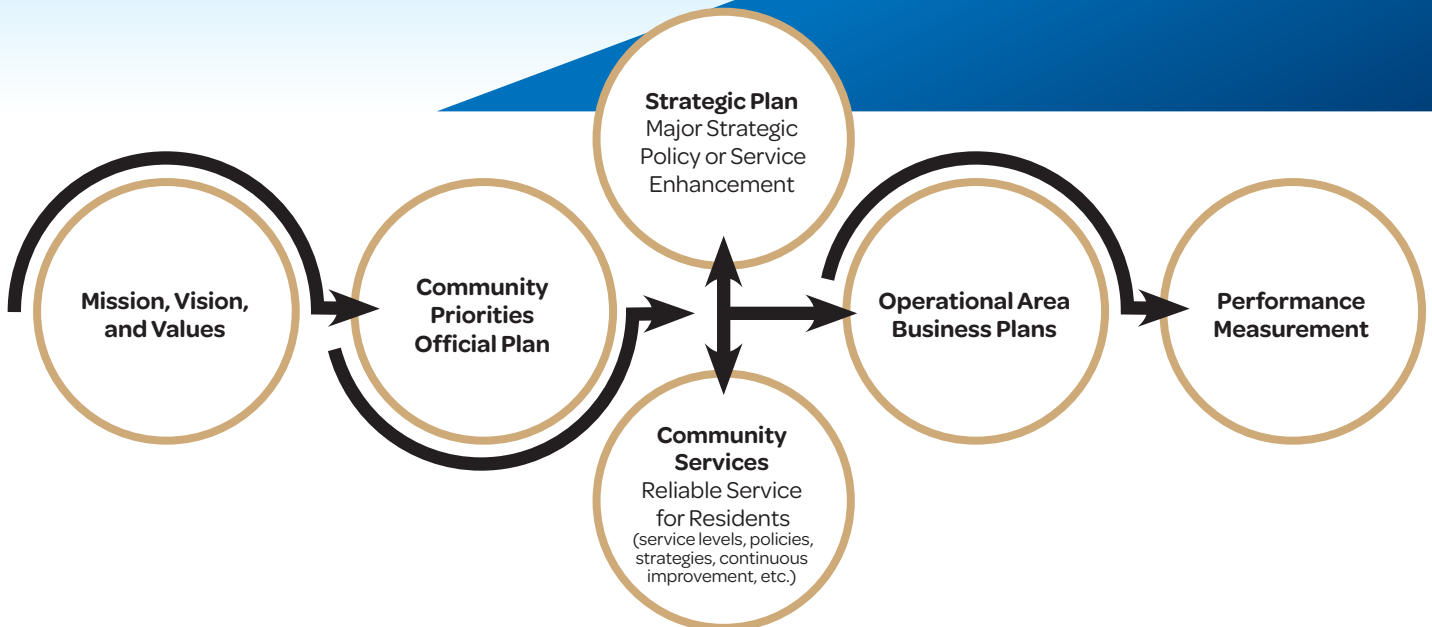 Mission, Vision,
and Values
Community
Priorities
Official Plan
Strategic Plan
Major Strategic
Policy or Service
Enhancement
Community
Services
Reliable Service
for Residents
(service levels, policies,
strategies, continuous
improvement, etc.)
Operational Area
Business Plans
Performance
Measurement